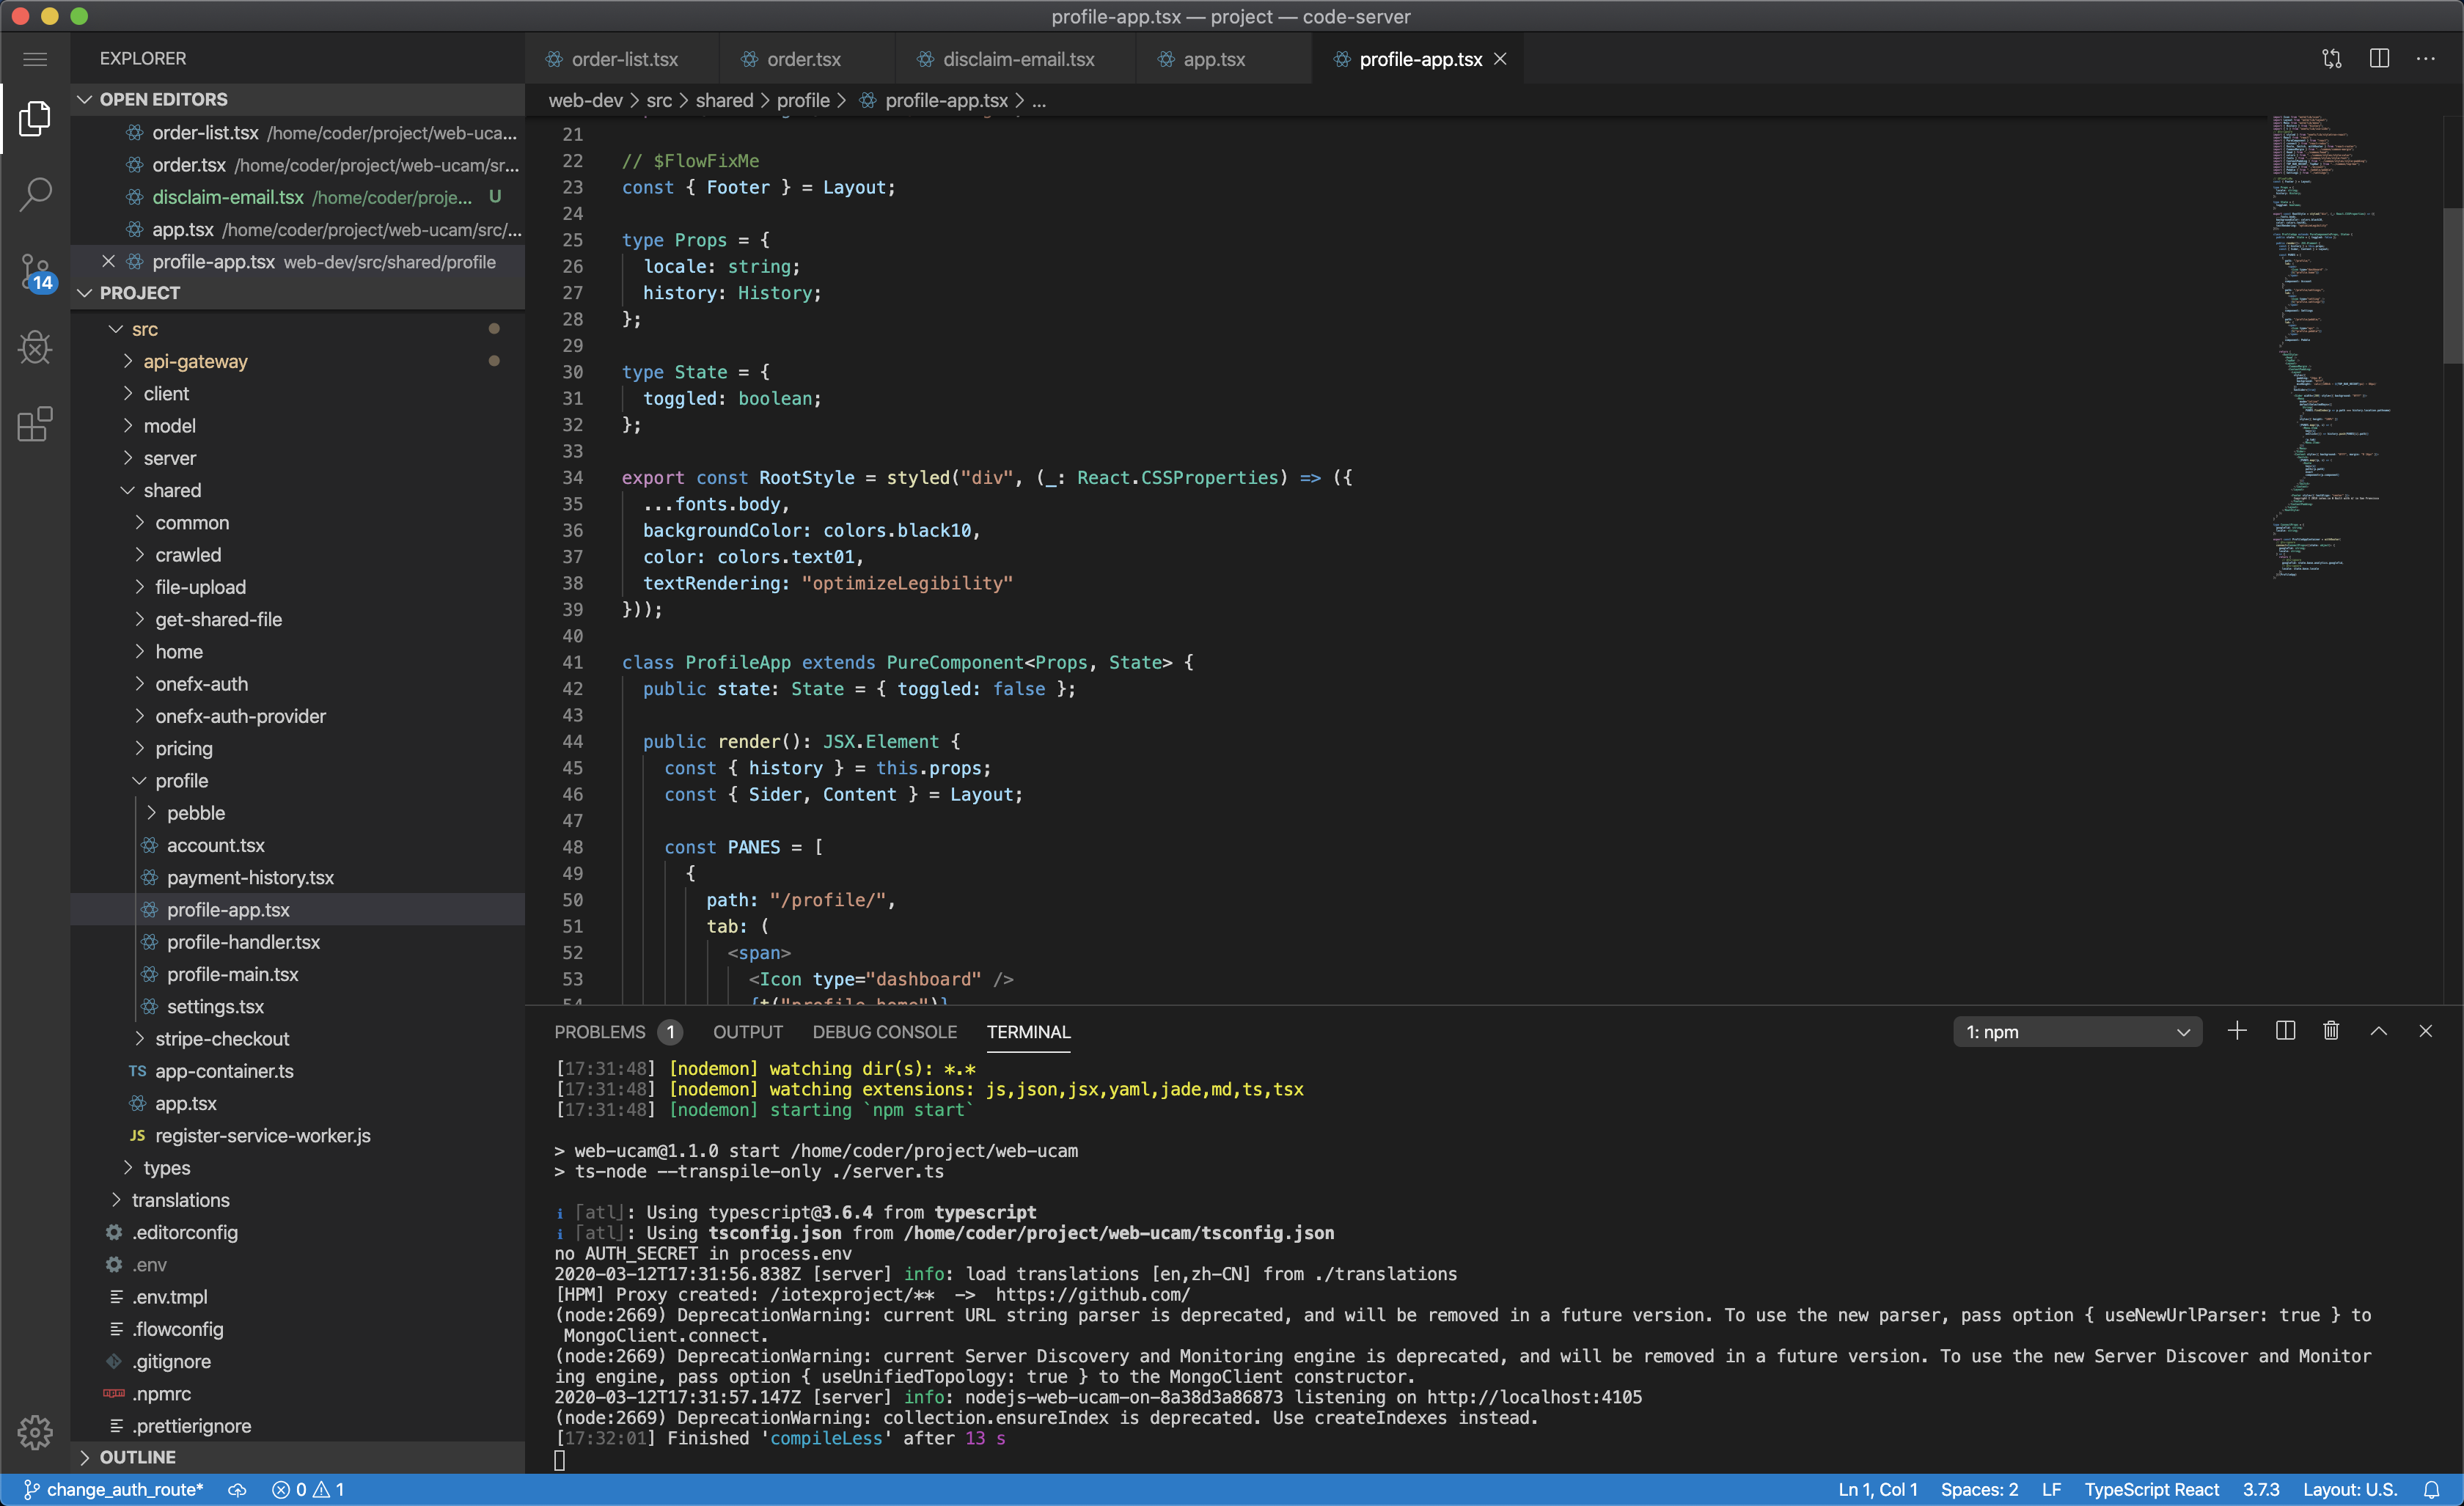 profile-app.tsx — project — code-server
EXPLORER
OPEN EDITORS
order-list.tsx /home/coder/project/web-uca...
order.tsx /home/coder/project/web-ucam/sr...
disclaim-email.tsx /home/coder/proje... U
app.tsx /home/coder/project/web-ucam/src/...
profile-app.tsx web-dev/src/shared/profile
14
PROJECT
src
api-gateway
client
model
server
shared
common
crawled
file-upload
get-shared-file
home
onefx-auth
onefx-auth-provider
pricing
profile
pebble
account.tsx
payment-history.tsx
profile-app.tsx
profile-handler.tsx
profile-main.tsx
settings.tsx
stripe-checkout
TS app-container.ts
app.tsx
JS register-service-worker.js
types
translations
.editorconfig
.env
.env.tmpl
.flowconfig
.gitignore
.npmrc
.prettierignore
OUTLINE
order-list.tsx order.tsx disclaim-email.tsx app.tsx profile-app.tsx
web-dev > src > shared > profile > profile-app.tsx > ...
21
22 // $FlowFixMe
23 const { Footer } = Layout;
24
25 type Props = {
26 locale: string;
27 history: History;
28 };
29
30 type State = {
31 toggled: boolean;
32 };
33
34 export const RootStyle = styled("div", (_: React.CSSProperties) => ({
35 ...fonts.body,
36 backgroundColor: colors.black10,
37 color: colors.text01,
38 textRendering: "optimizeLegibility"
39 }));
40
41 class ProfileApp extends PureComponent<Props, State> {
42 public state: State = { toggled: false };
43
44 public render(): JSX.Element {
45 const { history } = this.props;
46 const { Sider, Content } = Layout;
47
48 const PANES = [
49 {
50 path: "/profile/",
51 tab: (
52 <span>
53 <Icon type="dashboard" />
54 {t("profile.home")}
PROBLEMS 1 OUTPUT DEBUG CONSOLE TERMINAL 1: npm
[17:31:48] [nodemon] watching dir(s): *.*
[17:31:48] [nodemon] watching extensions: js,json,jsx,yaml,jade,md,ts,tsx
[17:31:48] [nodemon] starting `npm start`
> web-ucam@1.1.0 start /home/coder/project/web-ucam
> ts-node --transpile-only ./server.ts
ℹ ｢atl｣: Using typescript@3.6.4 from typescript
ℹ ｢atl｣: Using tsconfig.json from /home/coder/project/web-ucam/tsconfig.json
no AUTH_SECRET in process.env
2020-03-12T17:31:56.838Z [server] info: load translations [en,zh-CN] from ./translations
[HPM] Proxy created: /iotexproject/** -> https://github.com/
(node:2669) DeprecationWarning: current URL string parser is deprecated, and will be removed in a future version. To use the new parser, pass option { useNewUrlParser: true } to
MongoClient.connect.
(node:2669) DeprecationWarning: current Server Discovery and Monitoring engine is deprecated, and will be removed in a future version. To use the new Server Discover and Monitor
ing engine, pass option { useUnifiedTopology: true } to the MongoClient constructor.
2020-03-12T17:31:57.147Z [server] info: nodejs-web-ucam-on-8a38d3a86873 listening on http://localhost:4105
(node:2669) DeprecationWarning: collection.ensureIndex is deprecated. Use createIndexes instead.
[17:32:01] Finished 'compileLess' after 13 s
change_auth_route* 0 1 Ln 1, Col 1 Spaces: 2 LF TypeScript React 3.7.3 Layout: U.S.